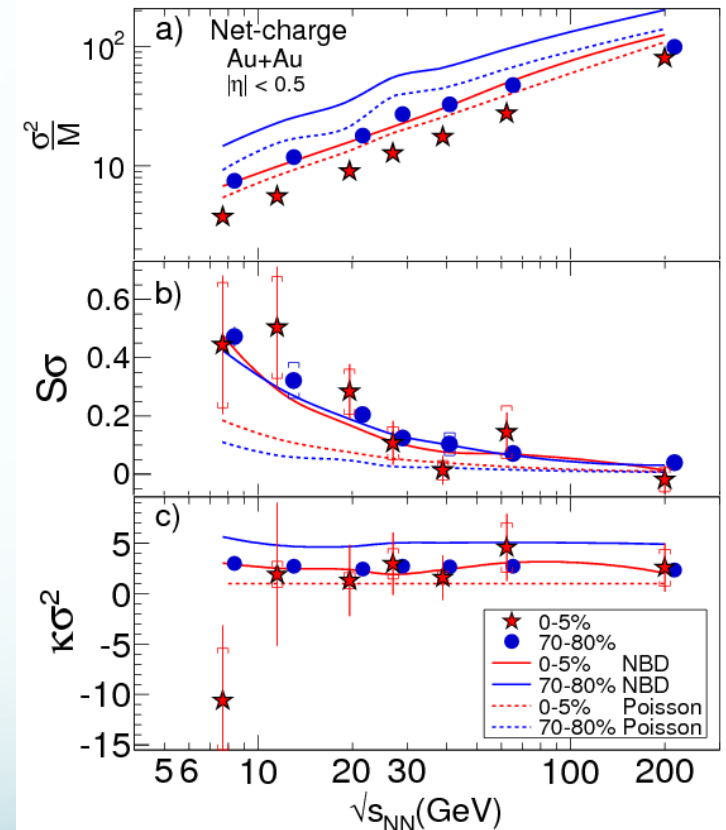 a) Net-charge
Au+Au
|η| < 0.5
10²
10
σ²/M
b)
0.6
0.4
0.2
0
Sσ
c)
5
0
-5
-10
-15
κσ²
0-5%
70-80%
0-5% NBD
70-80% NBD
0-5% Poisson
70-80% Poisson
5 6 10 20 30 100 200
√sNN(GeV)